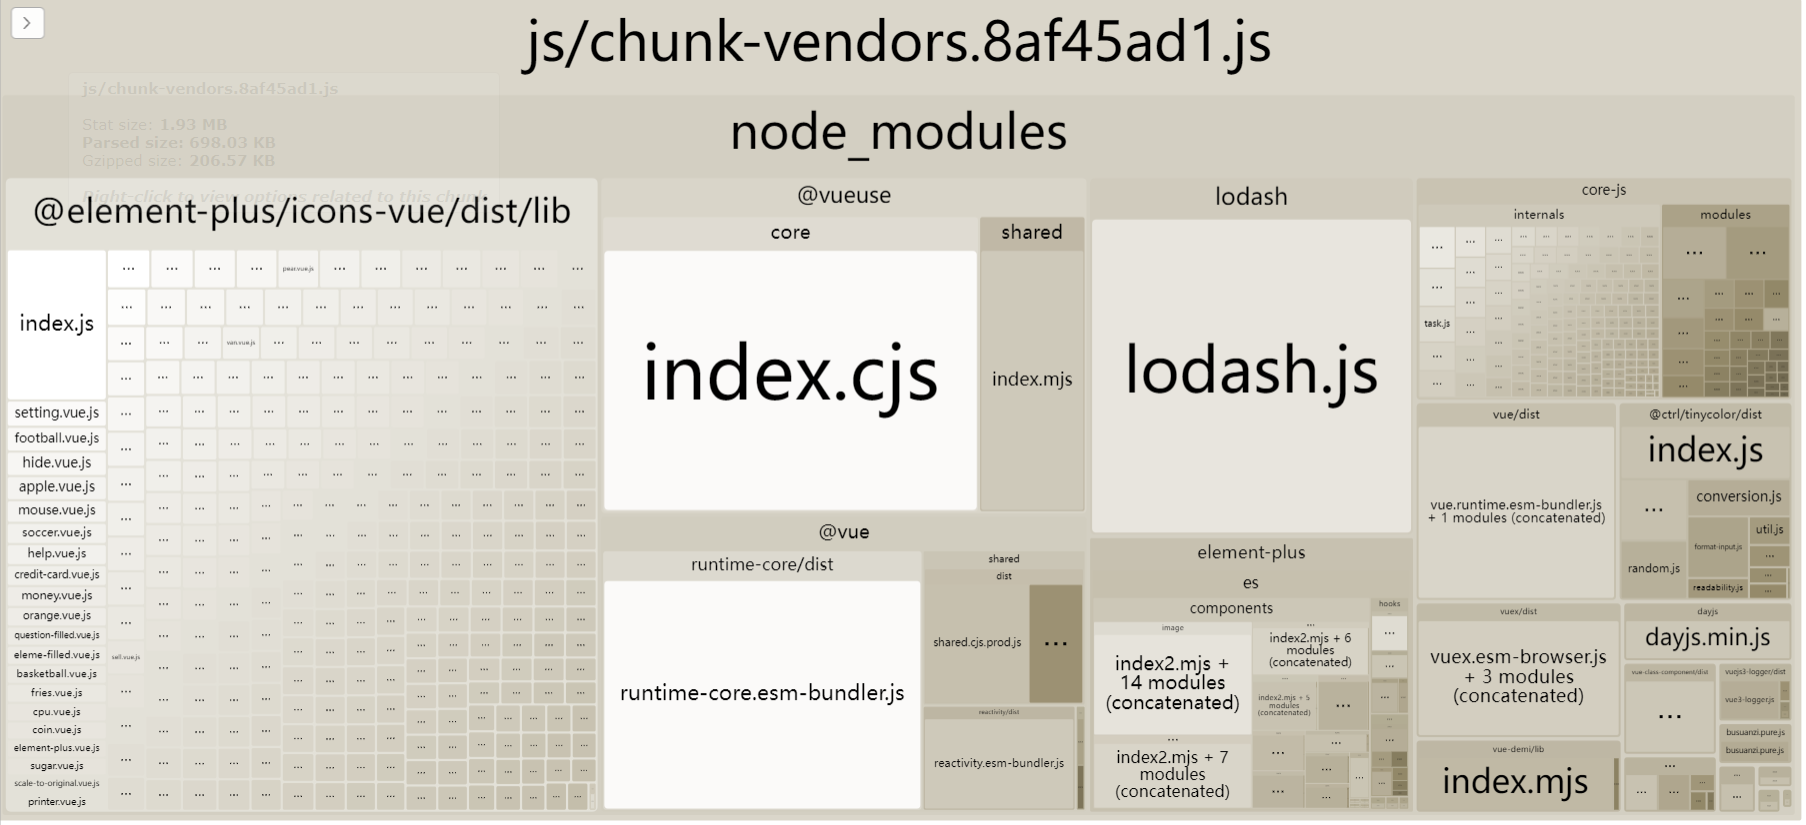 js/chunk-vendors.8af45ad1.js
js/chunk-vendors.8af45ad1.js
Stat size: 1.93 MB
Parsed size: 698.03 KB
Gzipped size: 206.57 KB
Right-click to view options related to this chunk
node_modules
@element-plus/icons-vue/dist/lib
index.js
setting.vue.js
football.vue.js
hide.vue.js
apple.vue.js
mouse.vue.js
soccer.vue.js
help.vue.js
credit-card.vue.js
money.vue.js
orange.vue.js
question-filled.vue.js
eleme-filled.vue.js
basketball.vue.js
fries.vue.js
cpu.vue.js
coin.vue.js
element-plus.vue.js
sugar.vue.js
scale-to-original.vue.js
printer.vue.js
pear.vue.js
van.vue.js
sell.vue.js
@vueuse
core
index.cjs
shared
index.mjs
@vue
runtime-core/dist
runtime-core.esm-bundler.js
shared
dist
shared.cjs.prod.js
...
reactivity/dist
reactivity.esm-bundler.js
lodash
lodash.js
element-plus
es
components
image
index2.mjs +
14 modules
(concatenated)
...
index2.mjs + 7
modules
(concatenated)
...
index2.mjs + 6
modules
(concatenated)
index2.mjs + 5
modules
(concatenated)
hooks
core-js
internals
task.js
modules
vue/dist
vue.runtime.esm-bundler.js
+ 1 modules (concatenated)
@ctrl/tinycolor/dist
index.js
...
random.js
conversion.js
format-input.js
util.js
readability.js
vuex/dist
vuex.esm-browser.js
+ 3 modules
(concatenated)
vue-demi/lib
index.mjs
dayjs
dayjs.min.js
vue-class-component/dist
...
vuejs3-logger/dist
vue3-logger.js
busuanzi.pure.js
busuanzi.pure.js